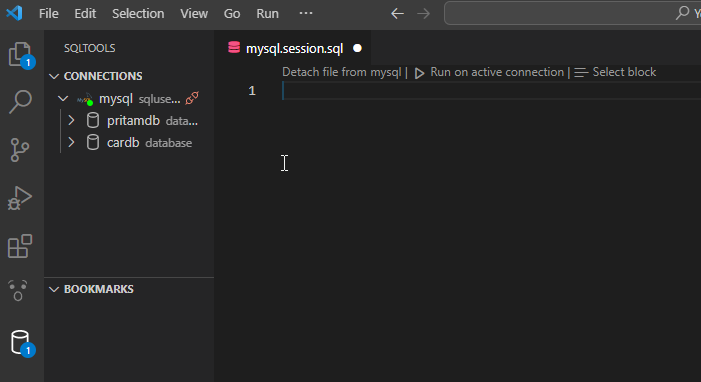 File Edit Selection View Go Run ...
SQLTOOLS
CONNECTIONS
mysql sqluse...
pritamdb data...
cardb database
BOOKMARKS
1
1
mysql.session.sql
Detach file from mysql | Run on active connection | Select block
1